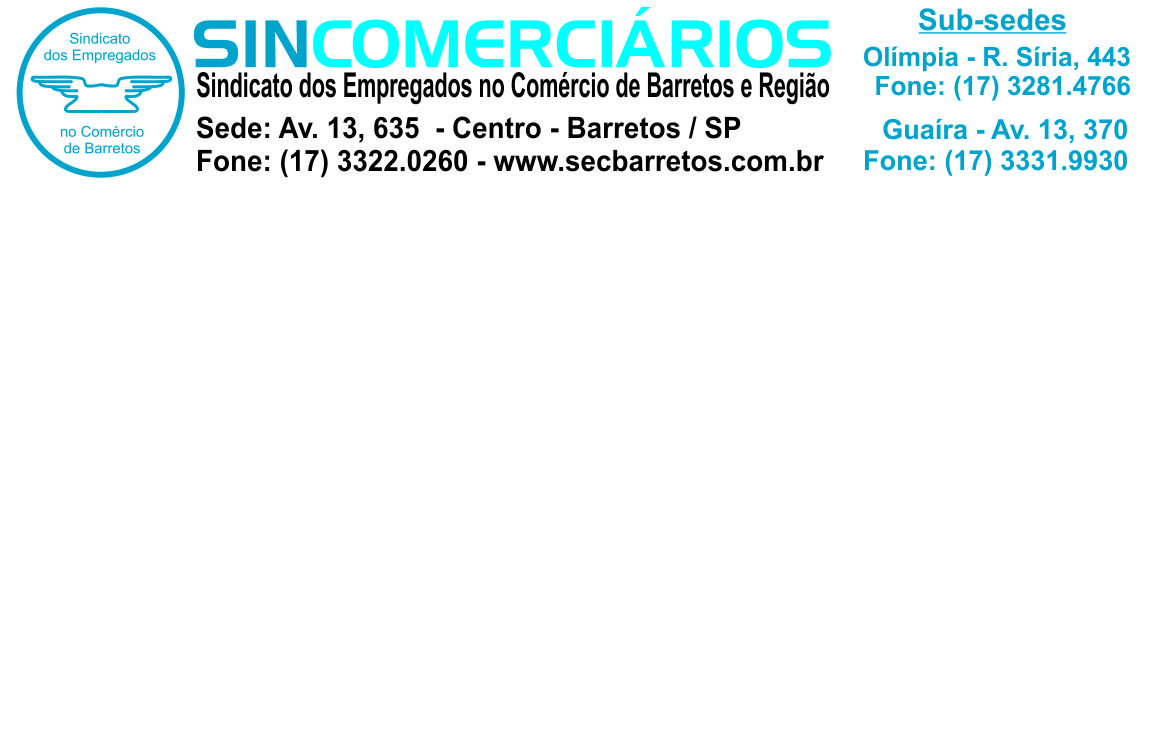 Sindicato
dos Empregados
no Comércio
de Barretos
SINCOMERCIÁRIOS
Sindicato dos Empregados no Comércio de Barretos e Região
Sede: Av. 13, 635 - Centro - Barretos / SP
Fone: (17) 3322.0260 - www.secbarretos.com.br
Sub-sedes
Olímpia - R. Síria, 443
Fone: (17) 3281.4766
Guaíra - Av. 13, 370
Fone: (17) 3331.9930